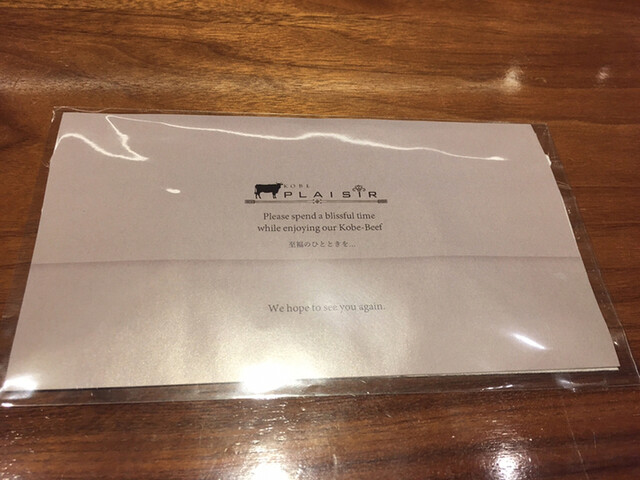 KOBE
PLAISIR
Please spend a blissful time
while enjoying our Kobe-Beef
至福のひとときを...
We hope to see you again.